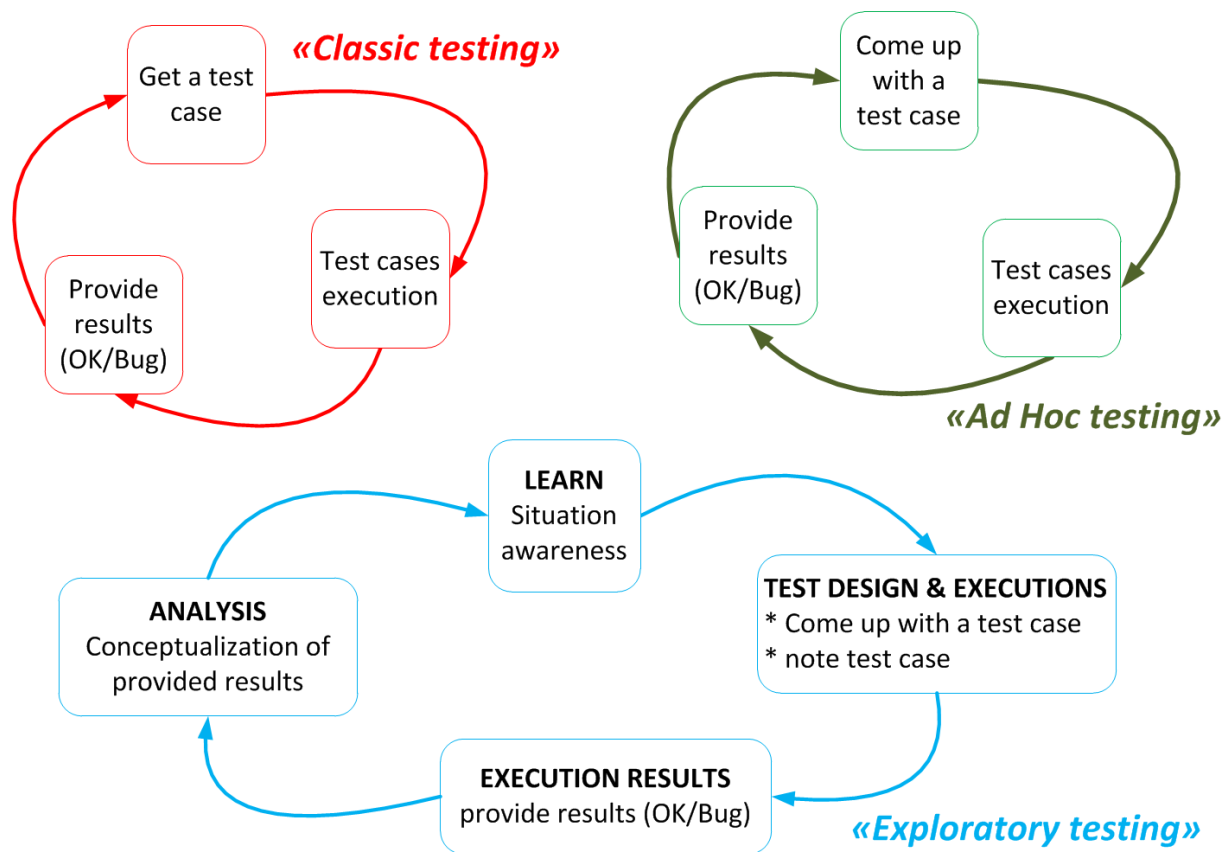 «Classic testing»
Get a test
case
Test cases
execution
Provide
results
(OK/Bug)
Come up
with a
test case
Provide
results
(OK/Bug)
Test cases
execution
«Ad Hoc testing»
LEARN
Situation
awareness
TEST DESIGN & EXECUTIONS
* Come up with a test case
* note test case
ANALYSIS
Conceptualization of
provided results
EXECUTION RESULTS
provide results (OK/Bug)
«Exploratory testing»